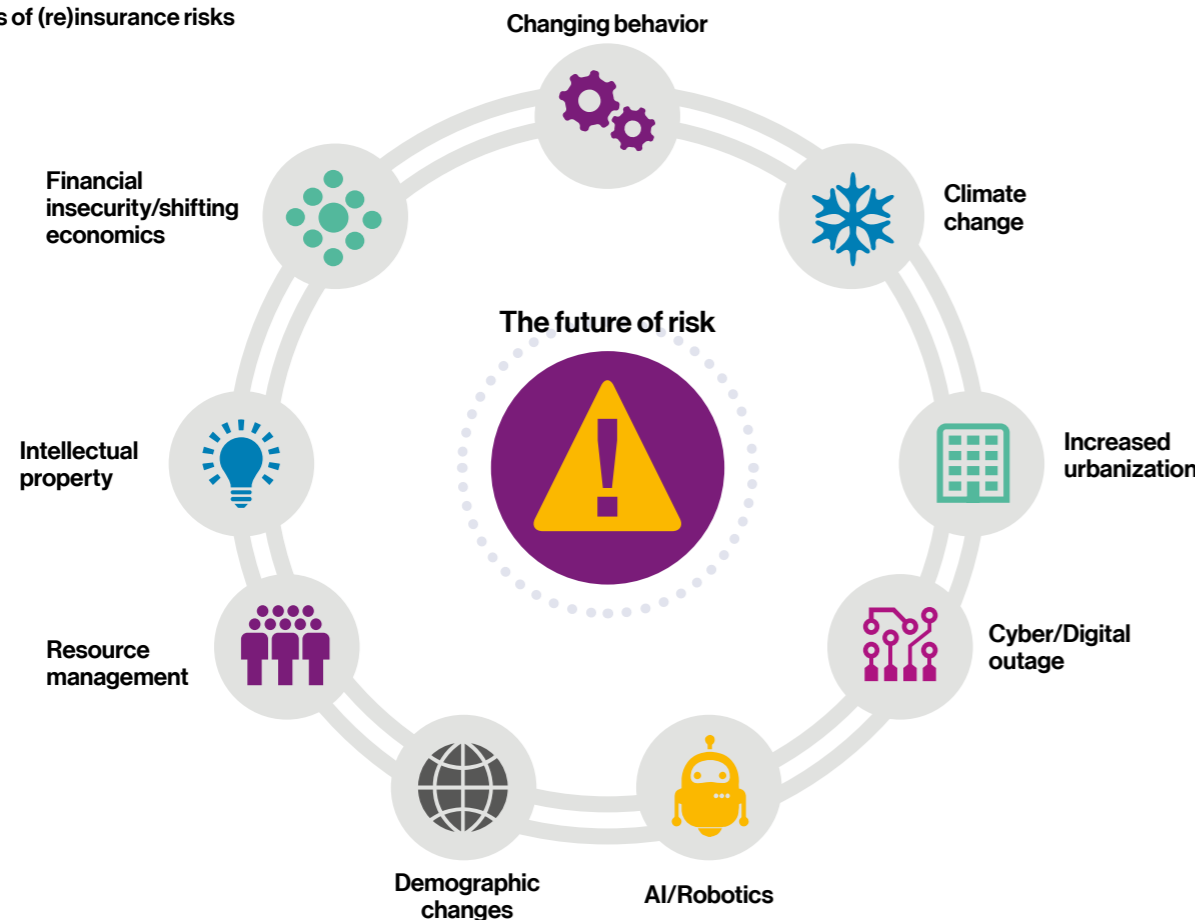 of (re)insurance risks
Changing behavior
Financial
insecurity/shifting
economics
Climate
change
The future of risk
Intellectual
property
Increased
urbanization
Resource
management
Cyber/Digital
outage
Demographic
changes
AI/Robotics